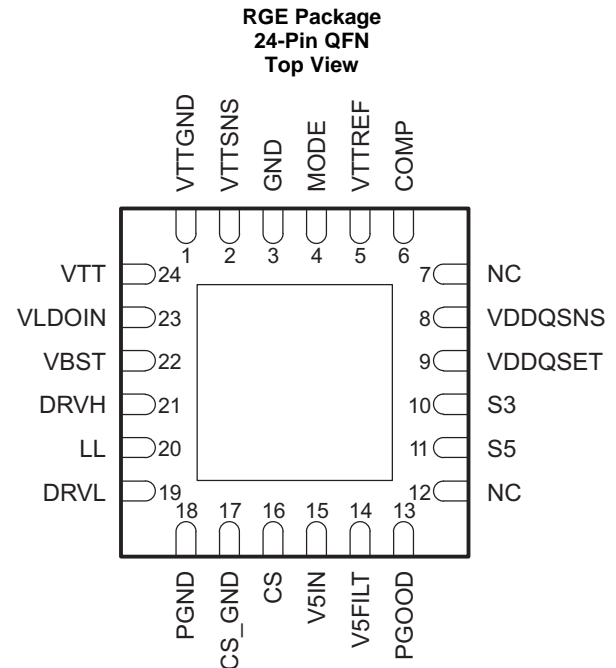 RGE Package
24-Pin QFN
Top View
VTTGND
VTTSNS
GND
MODE
VTTREF
COMP
1
2
3
4
5
6
VTT 24
VLDOIN 23
VBST 22
DRVH 21
LL 20
DRVL 19
7 NC
8 VDDQSNS
9 VDDQSET
10 S3
11 S5
12 NC
18
17
16
15
14
13
PGND
CS_GND
CS
V5IN
V5FILT
PGOOD